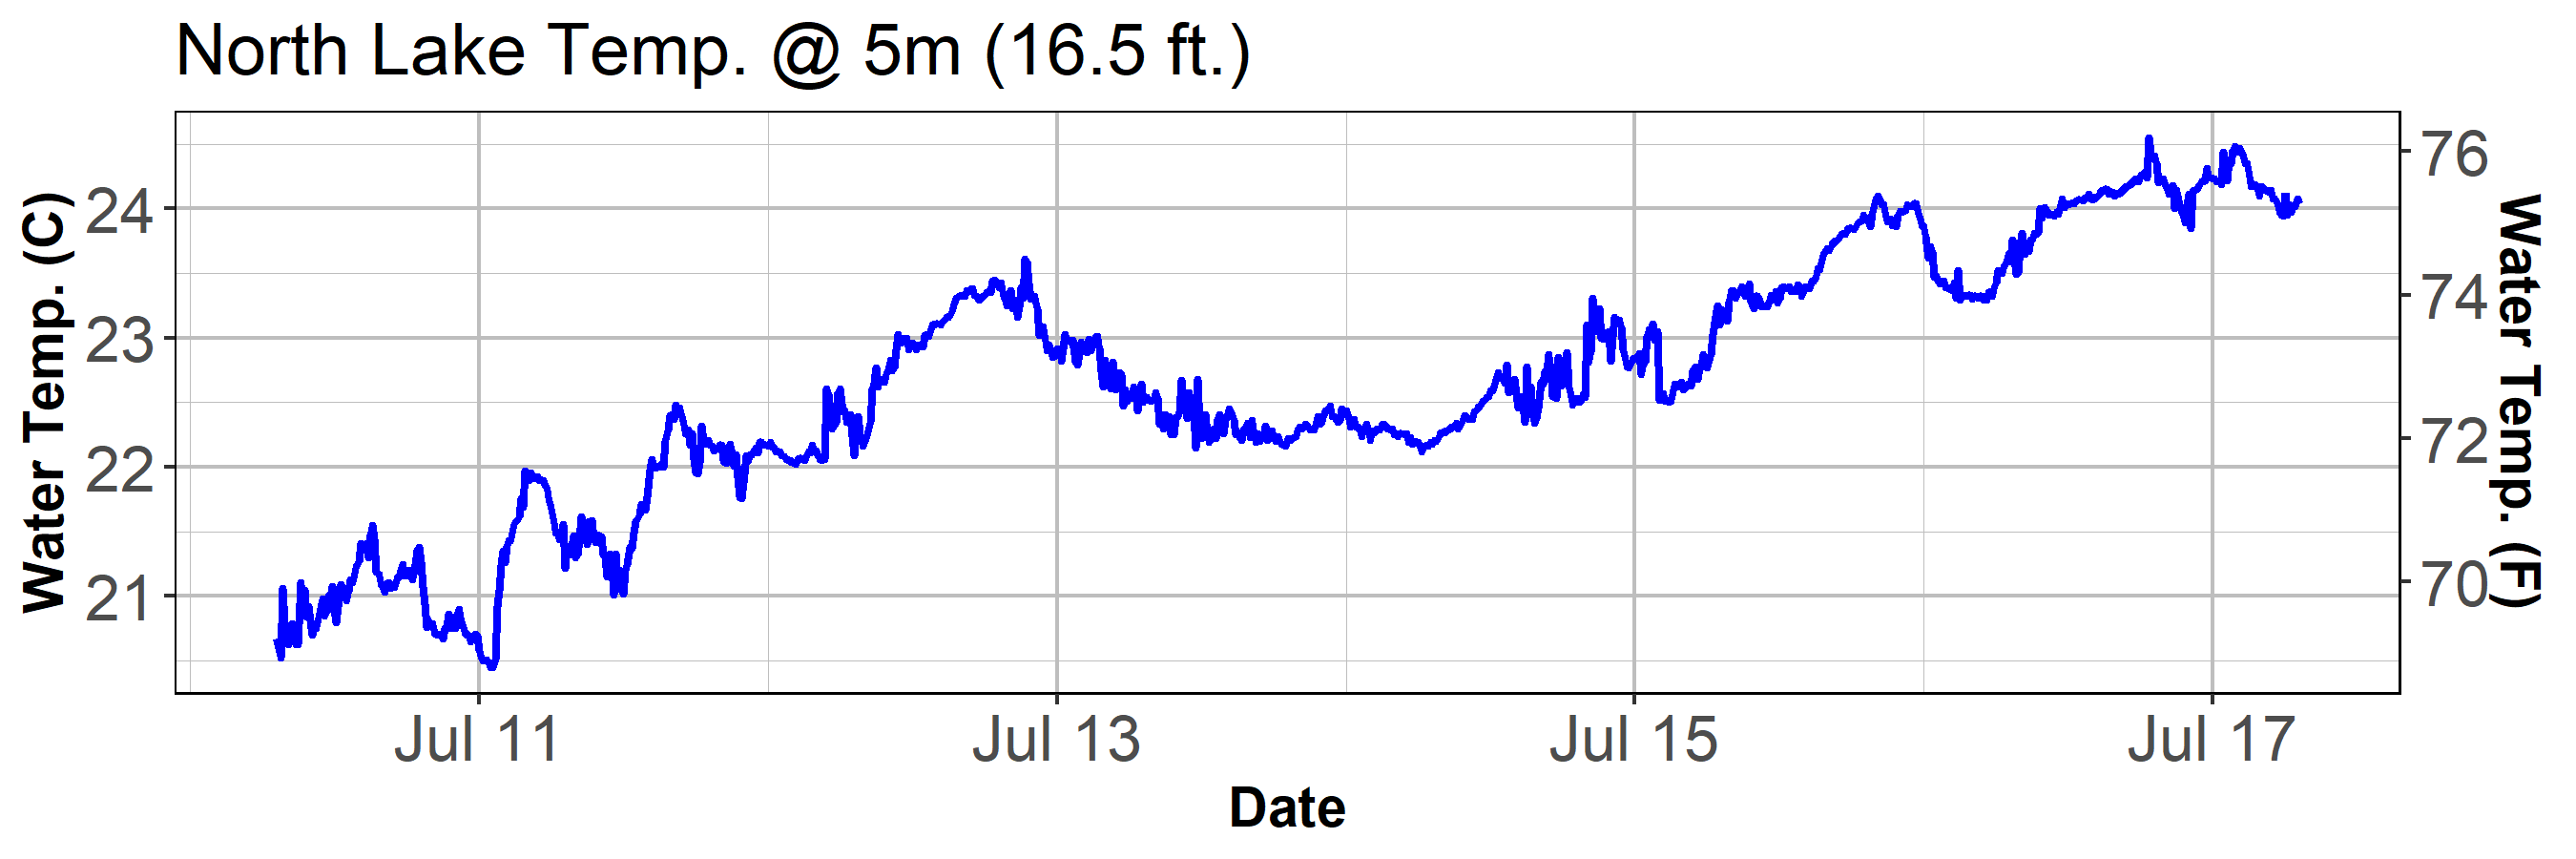 North Lake Temp. @ 5m (16.5 ft.)
Water Temp. (C)
24
23
22
21
76
74
72
70
Water Temp. (F)
Jul 11
Jul 13
Jul 15
Jul 17
Date